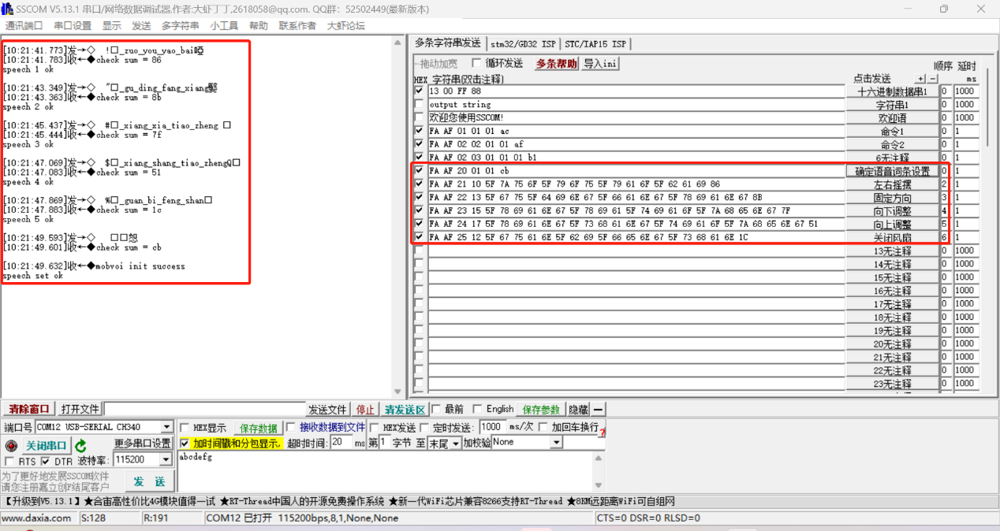 SSCOM V5.13.1 串口/网络数据调试器,作者:大虾丁丁,2618058@qq.com. QQ群: 52502449(最新版本)
通讯端口 串口设置 显示 发送 多字符串 小工具 帮助 联系作者 大虾论坛
[10:21:41.773]发→◇ !□_zuo_you_yao_bai
[10:21:41.783]收←◆check sum = 86
speech 1 ok
[10:21:43.349]发→◇ "□_gu_ding_fang_xiang
[10:21:43.363]收←◆check sum = 8b
speech 2 ok
[10:21:45.437]发→◇ #□_xiang_xia_tiao_zheng □
[10:21:45.444]收←◆check sum = 7f
speech 3 ok
[10:21:47.069]发→◇ $□_xiang_shang_tiao_zhengQ□
[10:21:47.083]收←◆check sum = 51
speech 4 ok
[10:21:47.869]发→◇ %□_guan_bi_feng_shan□
[10:21:47.883]收←◆check sum = 1c
speech 5 ok
[10:21:49.593]发→◇ □□恕
[10:21:49.601]收←◆check sum = cb
[10:21:49.632]收←◆mobvoi init success
speech set ok
多条字符串发送 stm32/GD32 ISP STC/IAP15 ISP
拖动加宽 循环发送 多条帮助 导入ini
HEX 字符串(双击注释) 点击发送 + - 顺序 延时 ms
13 00 FF 88 十六进制数据串1 0 1000
output string 字符串1 0 1000
欢迎您使用SSCOM! 欢迎语 0 1000
FA AF 01 01 01 ac 命令1 0 1
FA AF 02 02 01 01 af 命令2 0 1
FA AF 02 03 01 01 01 b1 6无注释 0 1
FA AF 20 01 01 cb 确定语音词条设置 0 1
FA AF 21 10 5F 7A 75 6F 5F 79 6F 75 5F 79 61 6F 5F 62 61 69 86 左右摇摆 2 1
FA AF 22 13 5F 67 75 5F 64 69 6E 67 5F 66 61 6E 67 5F 78 69 61 6E 67 8B 固定方向 3 1
FA AF 23 15 5F 78 69 61 6E 67 5F 78 69 61 5F 74 69 61 6F 5F 7A 68 65 6E 67 7F 向下调整 4 1
FA AF 24 17 5F 78 69 61 6E 67 5F 73 68 61 6E 67 5F 74 69 61 6F 5F 7A 68 65 6E 67 51 向上调整 5 1
FA AF 25 12 5F 67 75 61 6E 5F 62 69 5F 66 65 6E 67 5F 73 68 61 6E 1C 关闭风扇 6 1
13无注释 0 1000
14无注释 0 1000
15无注释 0 1000
16无注释 0 1000
17无注释 0 1000
18无注释 0 1000
19无注释 0 1000
20无注释 0 1000
21无注释 0 1000
22无注释 0 1000
23无注释 0 1000
清除窗口 打开文件 发送文件 停止 清发送区 最前 English 保存参数 隐藏 —
端口号 COM12 USB-SERIAL CH340 HEX显示 保存数据 接收数据到文件 HEX发送 定时发送: 1000 ms/次 加回车换行 ?
关闭串口 更多串口设置 加时间戳和分包显示, 超时时间: 20 ms 第1 字节 至 末尾 加校验 None
RTS DTR 波特率: 115200 abcdefg
为了更好地发展SSCOM软件
请您注册嘉立创F结尾客户 发 送
【升级到V5.13.1】★合宙高性价比4G模块值得一试 ★RT-Thread中国人的开源免费操作系统 ★新一代WiFi芯片兼容8266支持RT-Thread ★8KM远距离WiFi可自组网
www.daxia.com S:128 R:191 COM12 已打开 115200bps,8,1,None,None CTS=0 DSR=0 RLSD=0